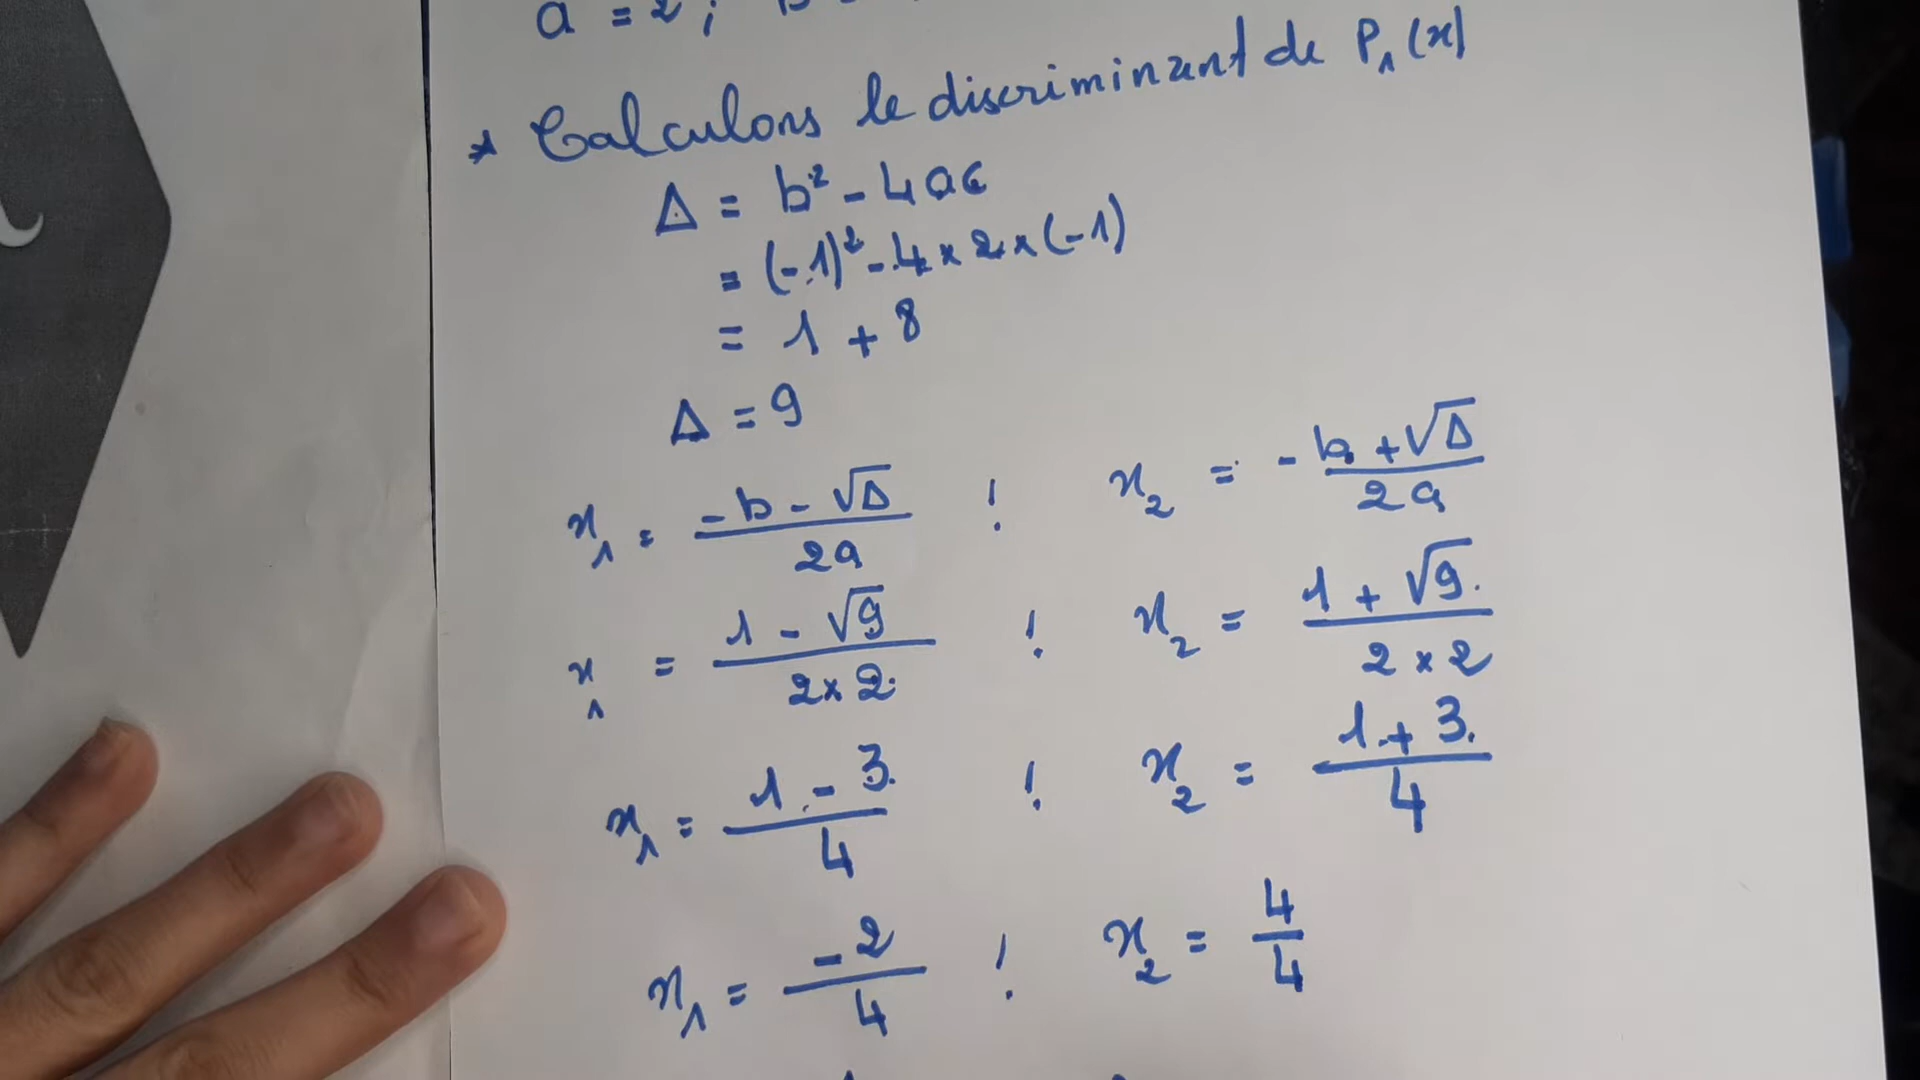 a = 2 ; b
* Calculons le discriminant de P₁(x)
Δ = b² - 4ac
= (-1)² - 4 × 2 × (-1)
= 1 + 8
Δ = 9
x₁ = (-b - √Δ)/2a ; x₂ = (-b + √Δ)/2a
x₁ = (1 - √9)/(2×2) ; x₂ = (1 + √9)/(2×2)
x₁ = (1 - 3)/4 ; x₂ = (1 + 3)/4
x₁ = -2/4 ; x₂ = 4/4